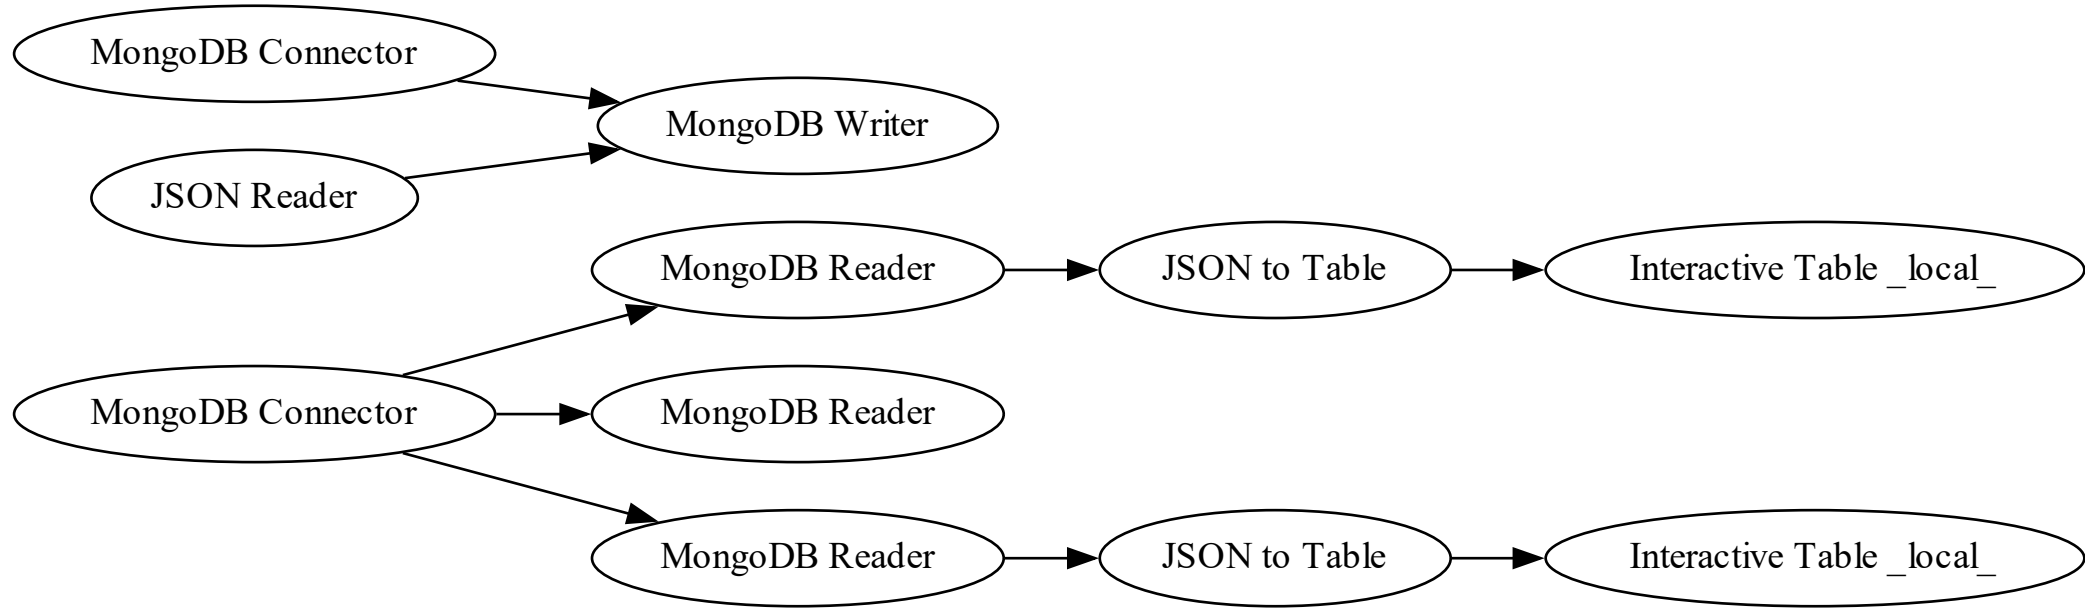 MongoDB Connector
MongoDB Writer
JSON Reader
MongoDB Reader
JSON to Table
Interactive Table _local_
MongoDB Connector
MongoDB Reader
MongoDB Reader
JSON to Table
Interactive Table _local_